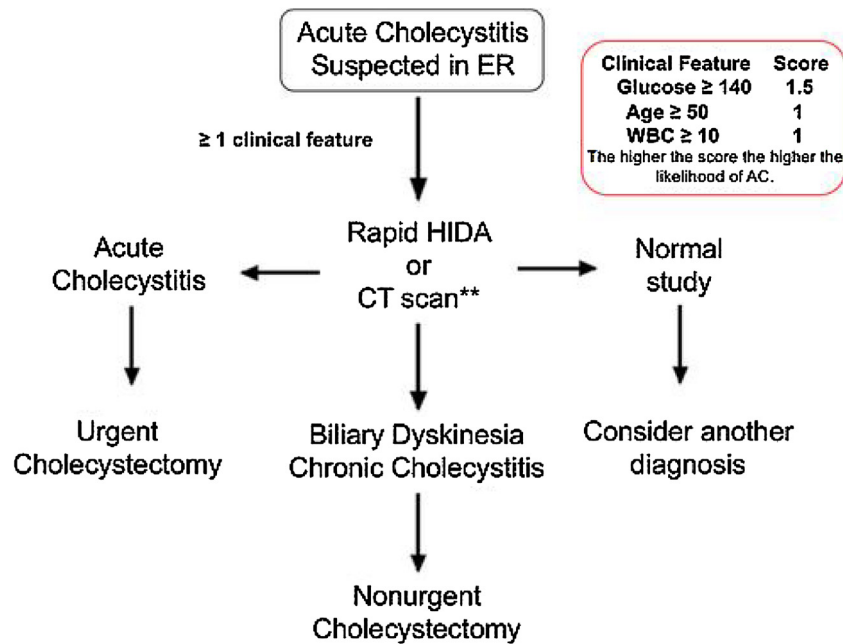 Acute Cholecystitis
Suspected in ER
Clinical Feature Score
Glucose ≥ 140 1.5
Age ≥ 50 1
WBC ≥ 10 1
The higher the score the higher the
likelihood of AC.
≥ 1 clinical feature
Acute
Cholecystitis
Rapid HIDA
or
CT scan**
Normal
study
Urgent
Cholecystectomy
Biliary Dyskinesia
Chronic Cholecystitis
Consider another
diagnosis
Nonurgent
Cholecystectomy